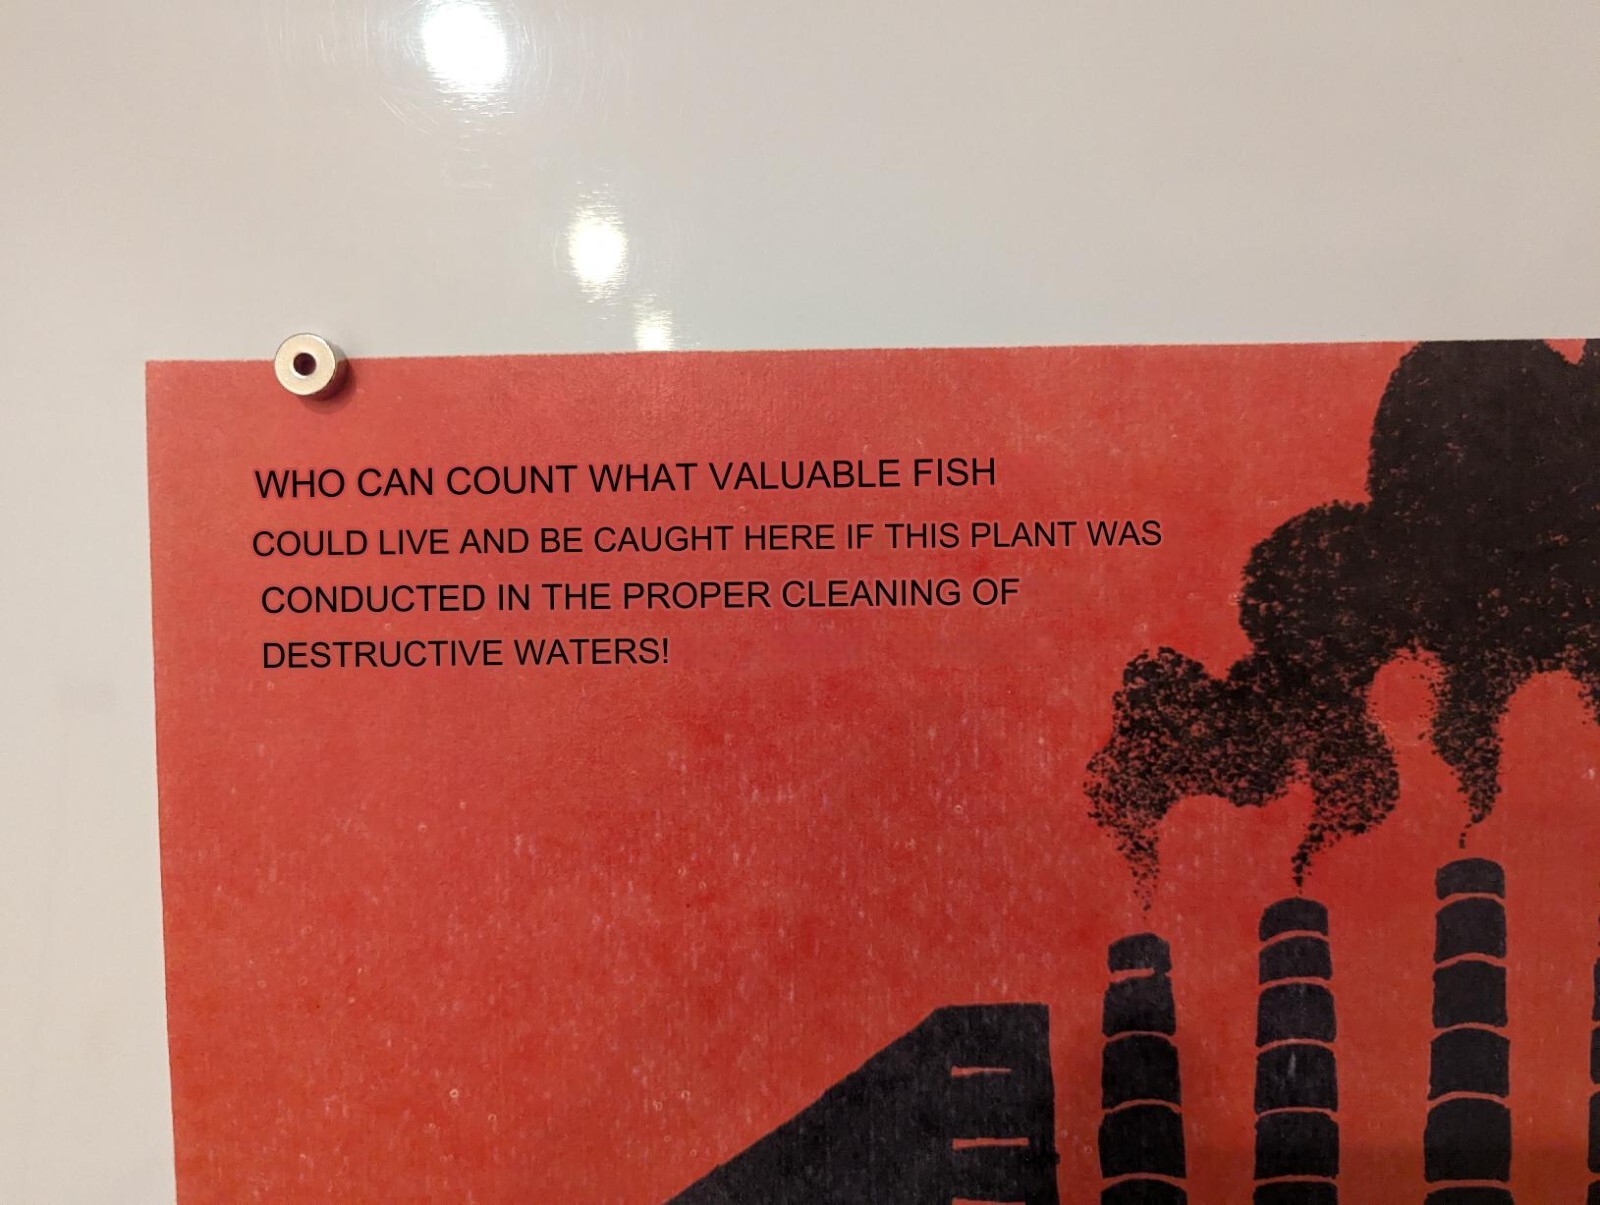 WHO CAN COUNT WHAT VALUABLE FISH
COULD LIVE AND BE CAUGHT HERE IF THIS PLANT WAS
CONDUCTED IN THE PROPER CLEANING OF
DESTRUCTIVE WATERS!